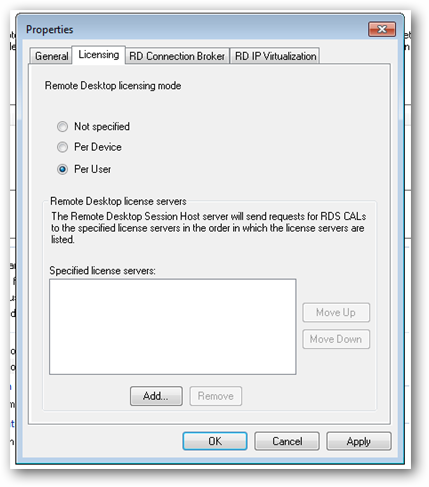 Properties
General Licensing RD Connection Broker RD IP Virtualization
Remote Desktop licensing mode
Not specified
Per Device
Per User
Remote Desktop license servers
The Remote Desktop Session Host server will send requests for RDS CALs
to the specified license servers in the order in which the license servers are
listed.
Specified license servers:
Move Up
Move Down
Add... Remove
OK Cancel Apply